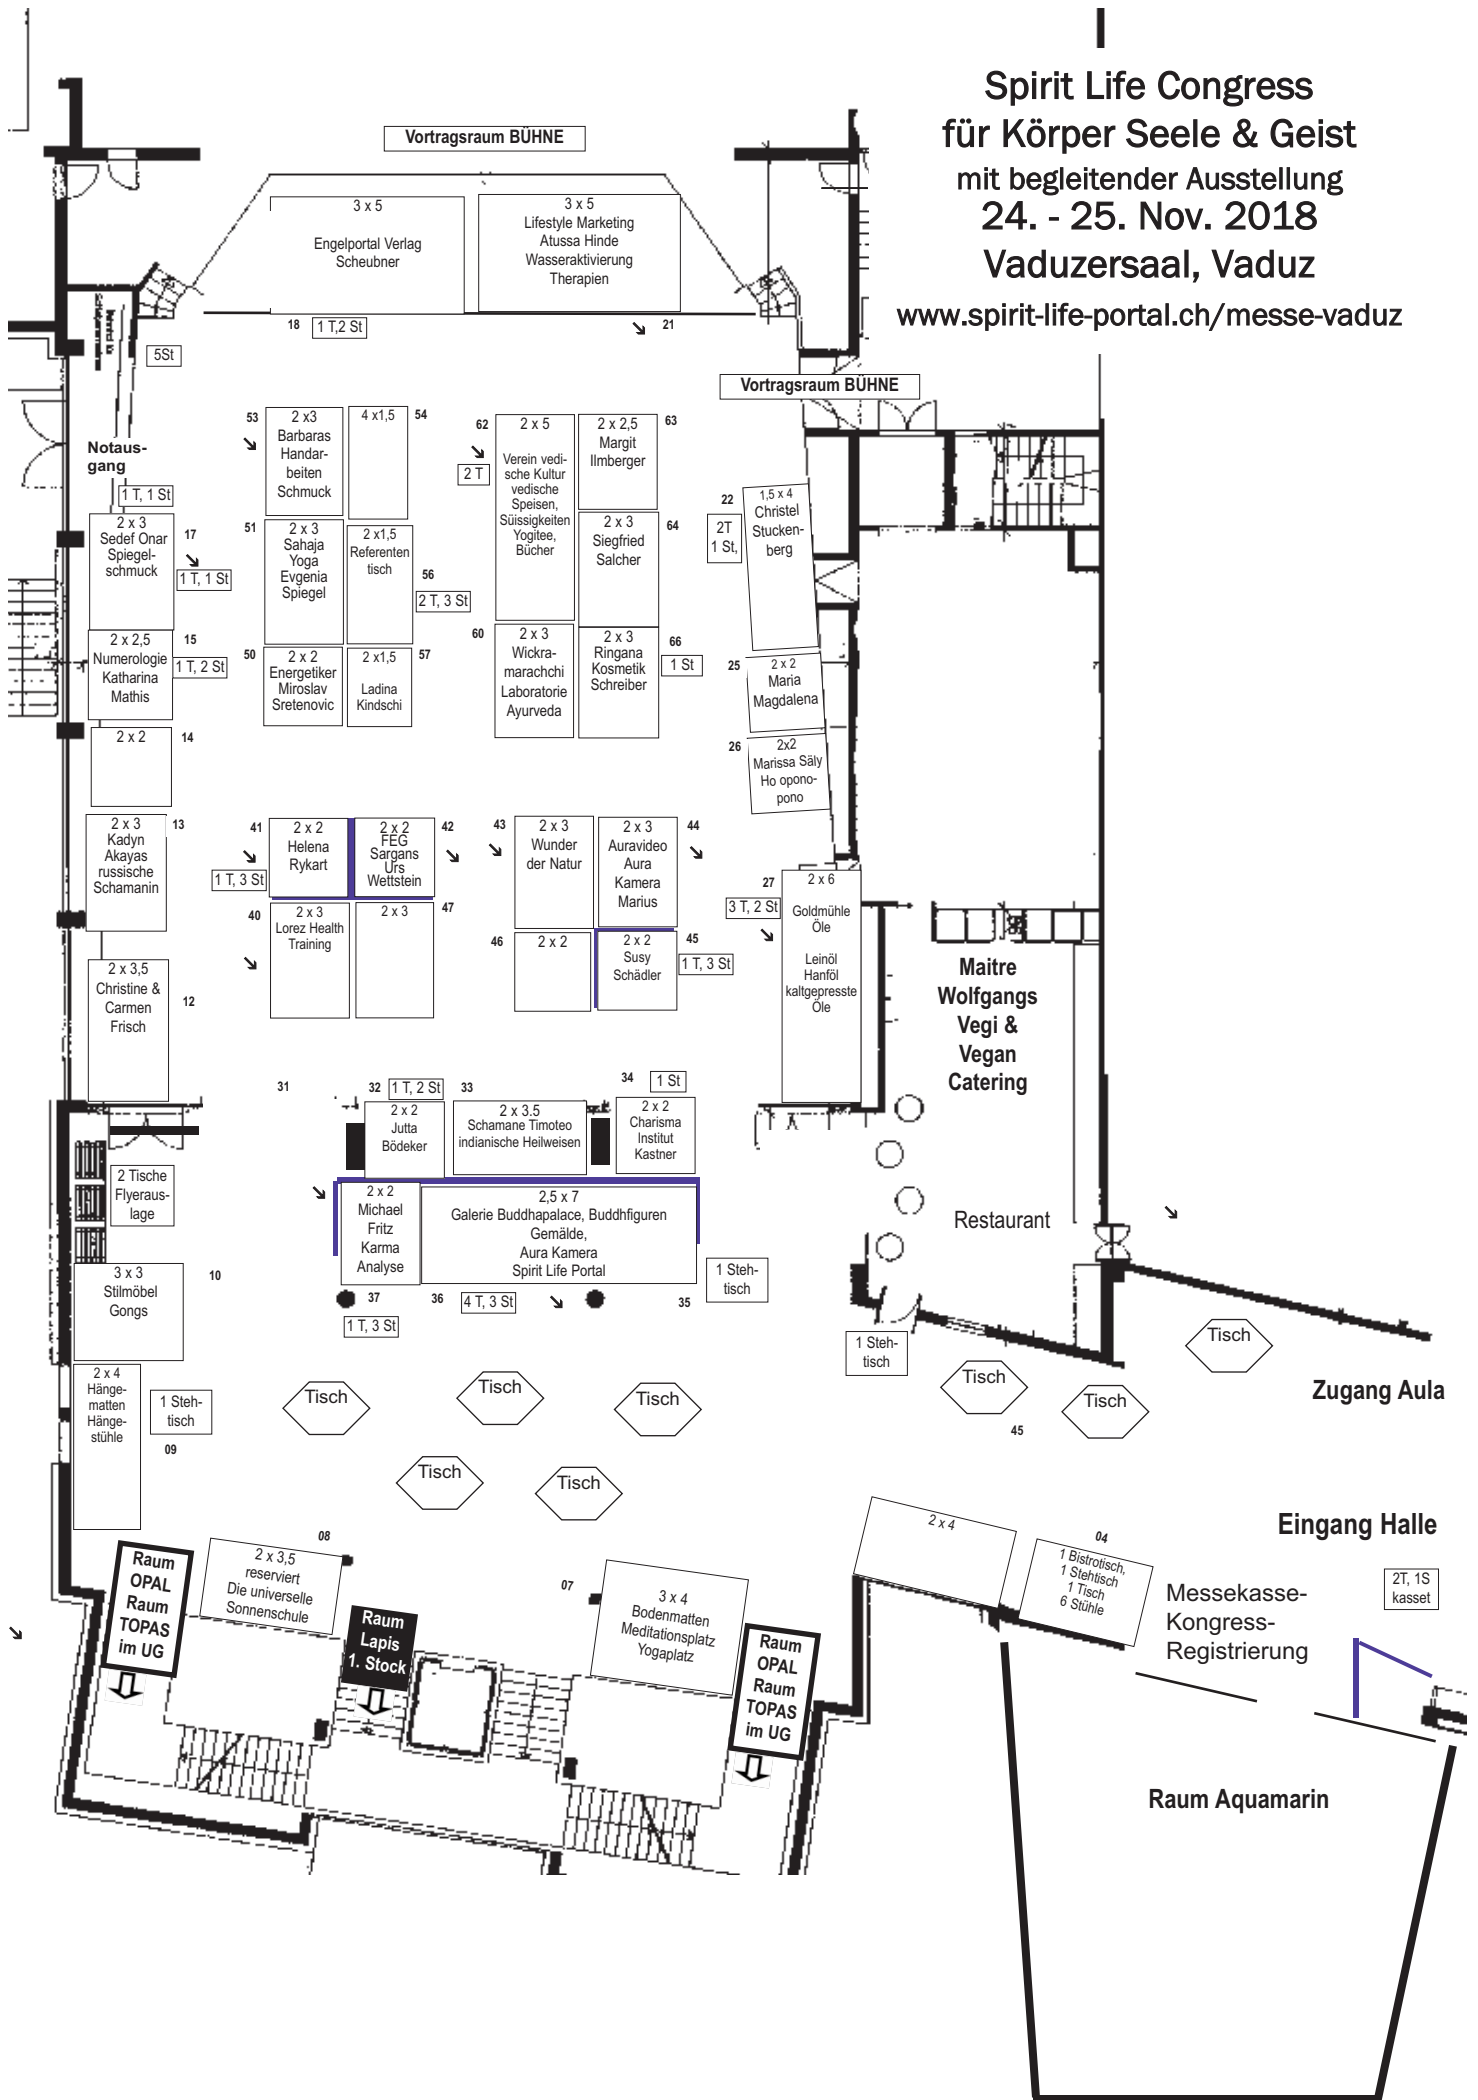 Spirit Life Congress
für Körper Seele & Geist
mit begleitender Ausstellung
24. - 25. Nov. 2018
Vaduzersaal, Vaduz
www.spirit-life-portal.ch/messe-vaduz
Vortragsraum BÜHNE
3 x 5
Engelportal Verlag
Scheubner
3 x 5
Lifestyle Marketing
Atussa Hinde
Wasseraktivierung
Therapien
18
1 T,2 St
21
5St
Vortragsraum BÜHNE
Notaus-
gang
1 T, 1 St
2 x 3
Sedef Onar
Spiegel-
schmuck
17
1 T, 1 St
2 x 2,5
Numerologie
Katharina
Mathis
15
1 T, 2 St
2 x 2
14
2 x 3
Kadyn
Akayas
russische
Schamanin
13
2 x 3,5
Christine &
Carmen
Frisch
12
53
2 x3
Barbaras
Handar-
beiten
Schmuck
4 x1,5
54
51
2 x 3
Sahaja
Yoga
Evgenia
Spiegel
2 x1,5
Referenten
tisch
56
2 T, 3 St
50
2 x 2
Energetiker
Miroslav
Sretenovic
2 x1,5
Ladina
Kindschi
57
62
2 T
2 x 5
Verein vedi-
sche Kultur
vedische
Speisen,
Süissigkeiten
Yogitee,
Bücher
2 x 2,5
Margit
Ilmberger
63
2 x 3
Siegfried
Salcher
64
60
2 x 3
Wickra-
marachchi
Laboratorie
Ayurveda
2 x 3
Ringana
Kosmetik
Schreiber
66
1 St
22
2T
1 St,
1,5 x 4
Christel
Stucken-
berg
25
2 x 2
Maria
Magdalena
26
2x2
Marissa Säly
Ho opono-
pono
41
1 T, 3 St
2 x 2
Helena
Rykart
2 x 2
FEG
Sargans
Urs
Wettstein
42
40
2 x 3
Lorez Health
Training
2 x 3
47
43
2 x 3
Wunder
der Natur
2 x 3
Auravideo
Aura
Kamera
Marius
44
46
2 x 2
2 x 2
Susy
Schädler
45
1 T, 3 St
27
3 T, 2 St
2 x 6
Goldmühle
Öle
Leinöl
Hanföl
kaltgepresste
Öle
Maitre
Wolfgangs
Vegi &
Vegan
Catering
Restaurant
31
32
1 T, 2 St
33
34
1 St
2 x 2
Jutta
Bödeker
2 x 3.5
Schamane Timoteo
indianische Heilweisen
2 x 2
Charisma
Institut
Kastner
2 x 2
Michael
Fritz
Karma
Analyse
2,5 x 7
Galerie Buddhapalace, Buddhfiguren
Gemälde,
Aura Kamera
Spirit Life Portal
37
1 T, 3 St
36
4 T, 3 St
35
1 Steh-
tisch
2 Tische
Flyeraus-
lage
3 x 3
Stilmöbel
Gongs
10
2 x 4
Hänge-
matten
Hänge-
stühle
1 Steh-
tisch
09
1 Steh-
tisch
Tisch
Tisch
Tisch
Tisch
Tisch
Tisch
Tisch
Tisch
45
Zugang Aula
Eingang Halle
2T, 1S
kasset
Messekasse-
Kongress-
Registrierung
2 x 4
04
1 Bistrotisch,
1 Stehtisch
1 Tisch
6 Stühle
08
2 x 3,5
reserviert
Die universelle
Sonnenschule
07
3 x 4
Bodenmatten
Meditationsplatz
Yogaplatz
Raum
OPAL
Raum
TOPAS
im UG
Raum
Lapis
1. Stock
Raum
OPAL
Raum
TOPAS
im UG
Raum Aquamarin